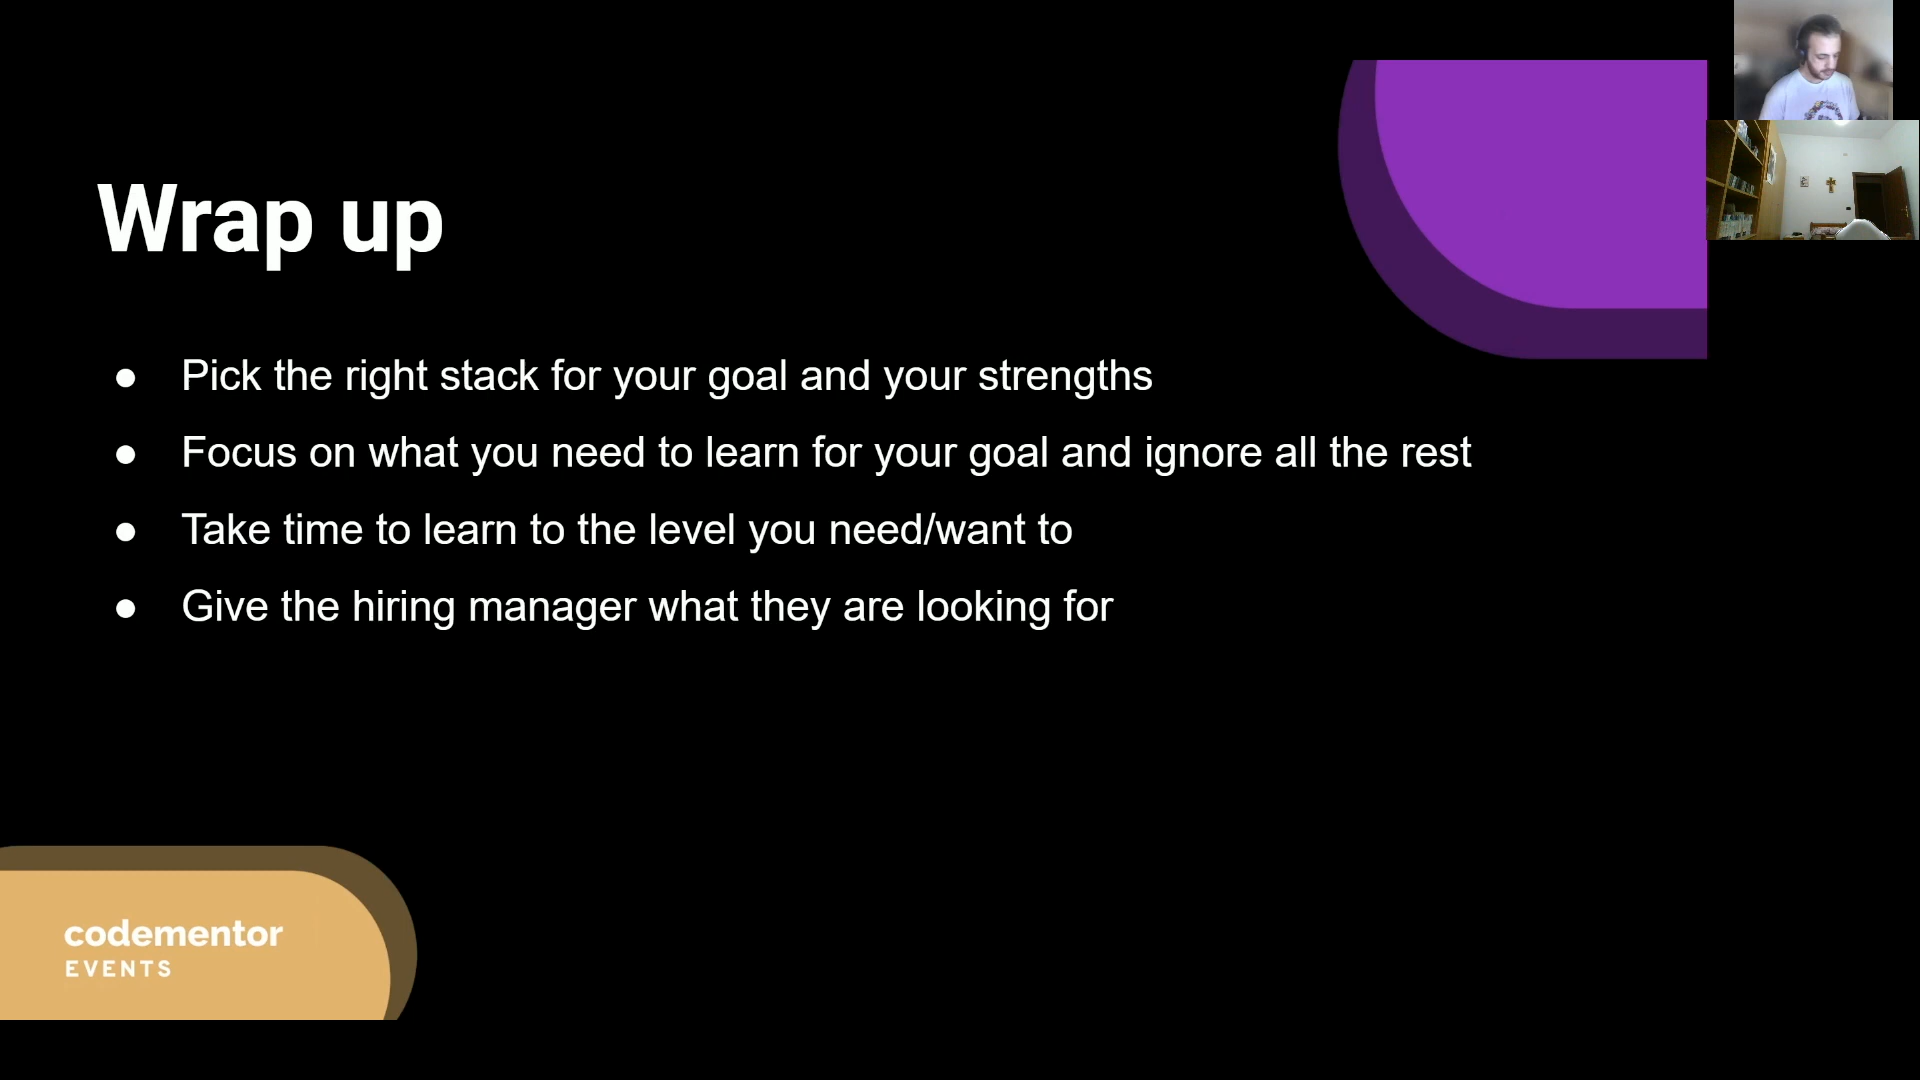 Wrap up
● Pick the right stack for your goal and your strengths
● Focus on what you need to learn for your goal and ignore all the rest
● Take time to learn to the level you need/want to
● Give the hiring manager what they are looking for
codementor
EVENTS